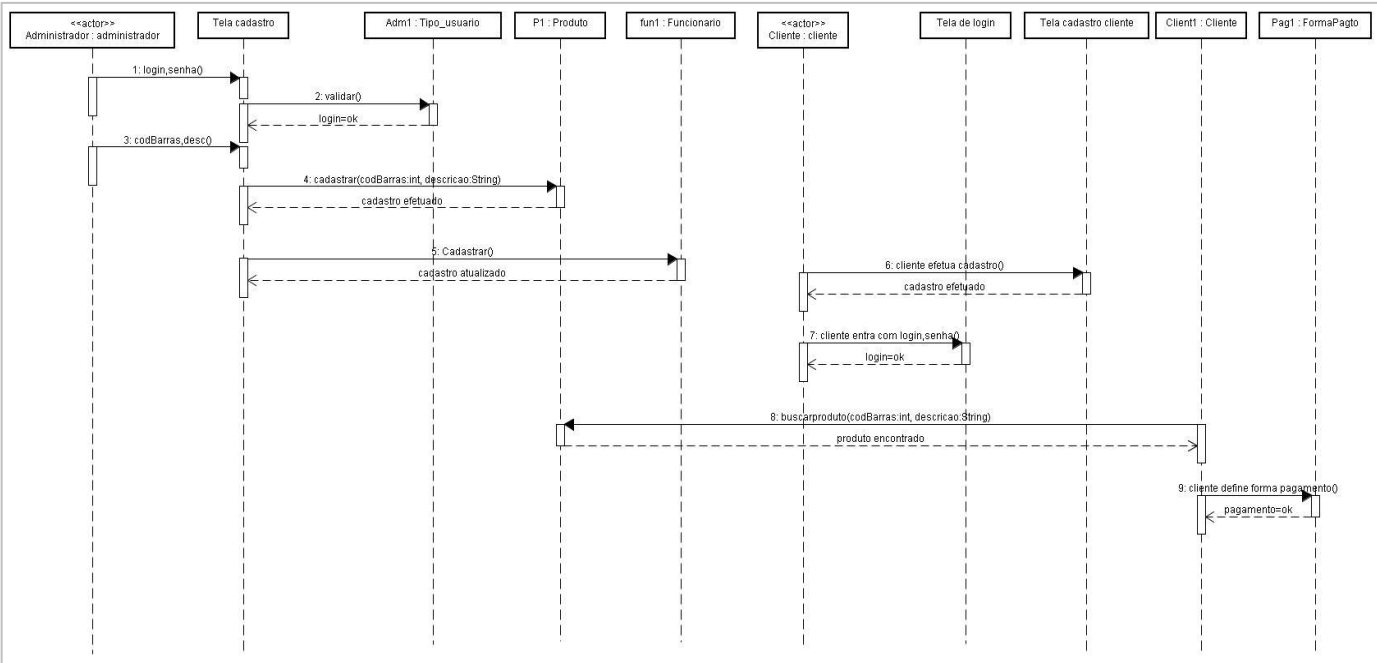 <<actor>>
Administrador : administrador
Tela cadastro
Adm1 : Tipo_usuario
P1 : Produto
fun1 : Funcionario
<<actor>>
Cliente : cliente
Tela de login
Tela cadastro cliente
Client1 : Cliente
Pag1 : FormaPagto
1: login,senha()
2: validar()
login=ok
3: codBarras,desc()
4: cadastrar(codBarras:int, descricao:String)
cadastro efetuado
5: Cadastrar()
cadastro atualizado
6: cliente efetua cadastro()
cadastro efetuado
7: cliente entra com login,senha()
login=ok
8: buscarproduto(codBarras:int, descricao:String)
produto encontrado
9: cliente define forma pagamento()
pagamento=ok